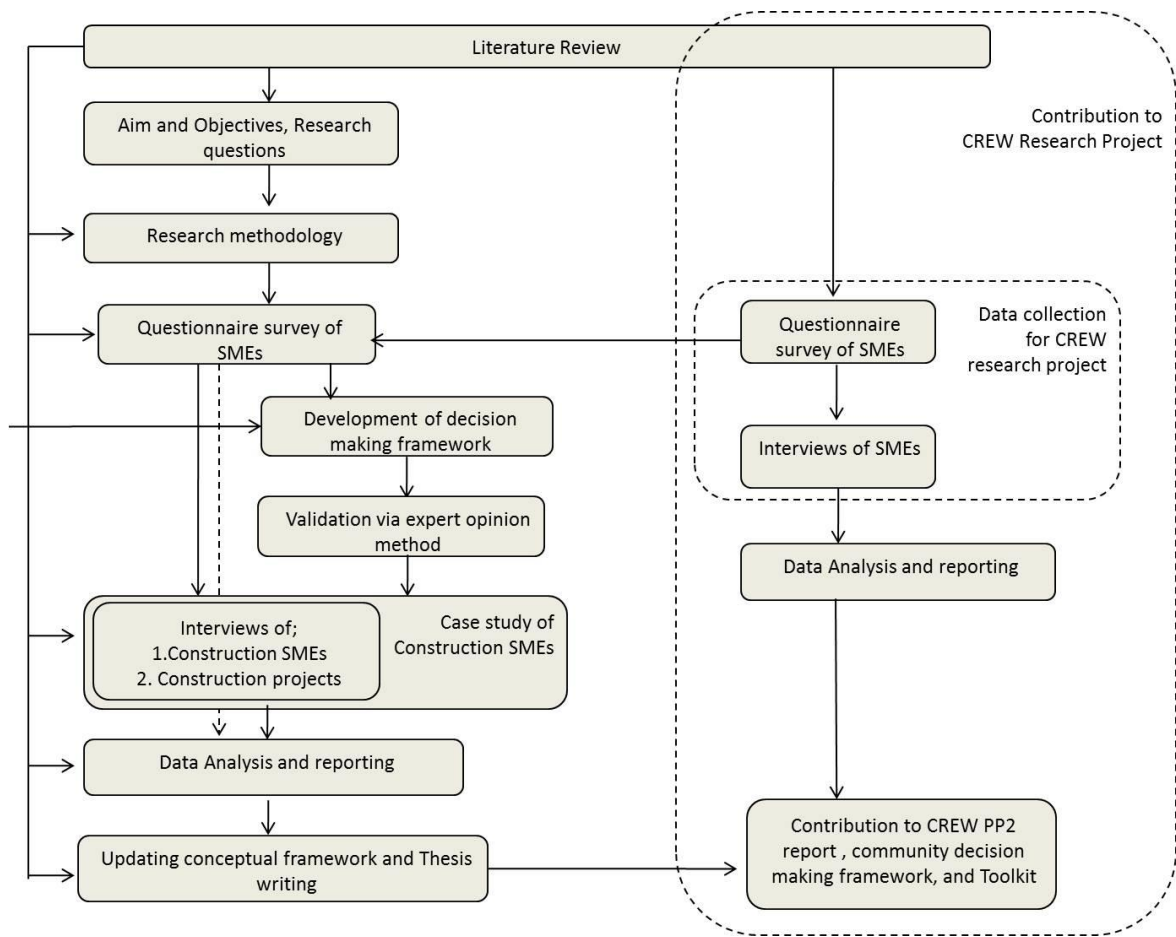 Literature Review
Contribution to
CREW Research Project
Aim and Objectives, Research
questions
Research methodology
Questionnaire survey of
SMEs
Questionnaire
survey of SMEs
Data collection
for CREW
research project
Development of decision
making framework
Interviews of SMEs
Validation via expert opinion
method
Data Analysis and reporting
Interviews of;
1.Construction SMEs
2. Construction projects
Case study of
Construction SMEs
Data Analysis and reporting
Updating conceptual framework and Thesis
writing
Contribution to CREW PP2
report , community decision
making framework, and Toolkit